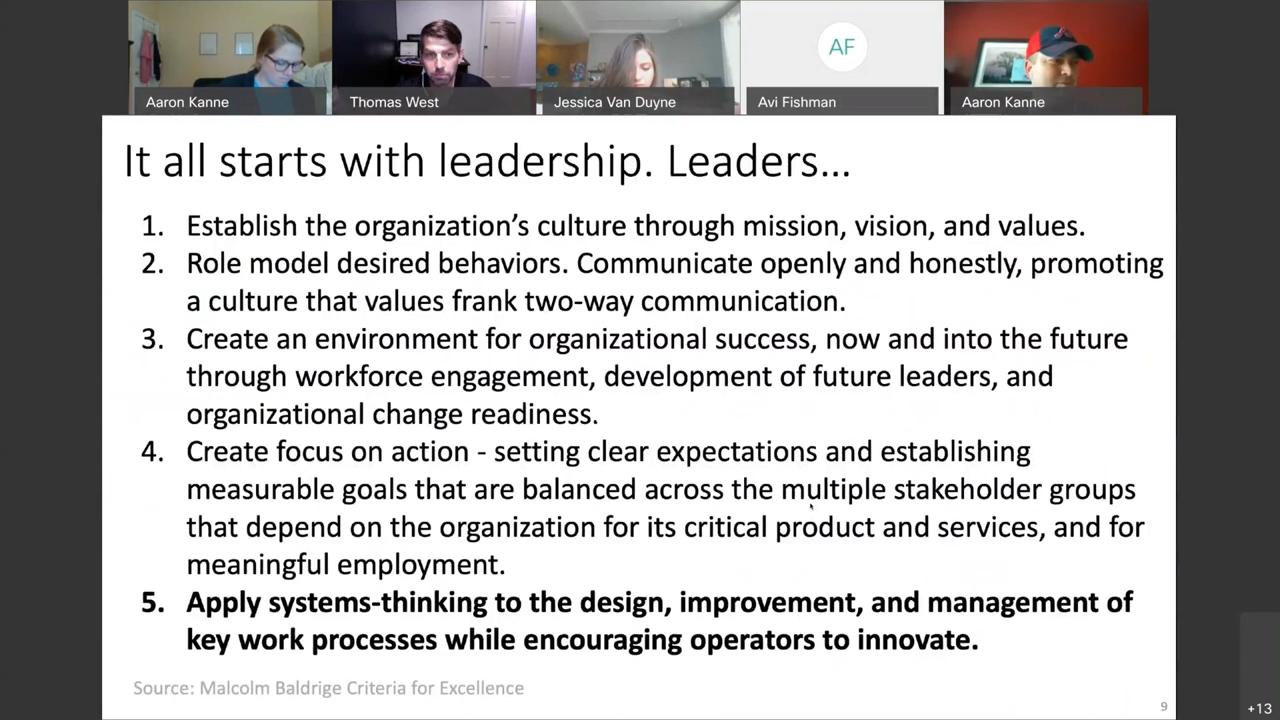 AF
Aaron Kanne
Thomas West
Jessica Van Duyne
Avi Fishman
Aaron Kanne
It all starts with leadership. Leaders...
1. Establish the organization's culture through mission, vision, and values.
2. Role model desired behaviors. Communicate openly and honestly, promoting
a culture that values frank two-way communication.
3. Create an environment for organizational success, now and into the future
through workforce engagement, development of future leaders, and
organizational change readiness.
4. Create focus on action - setting clear expectations and establishing
measurable goals that are balanced across the multiple stakeholder groups
that depend on the organization for its critical product and services, and for
meaningful employment.
5. Apply systems-thinking to the design, improvement, and management of
key work processes while encouraging operators to innovate.
Source: Malcolm Baldrige Criteria for Excellence
9
+13